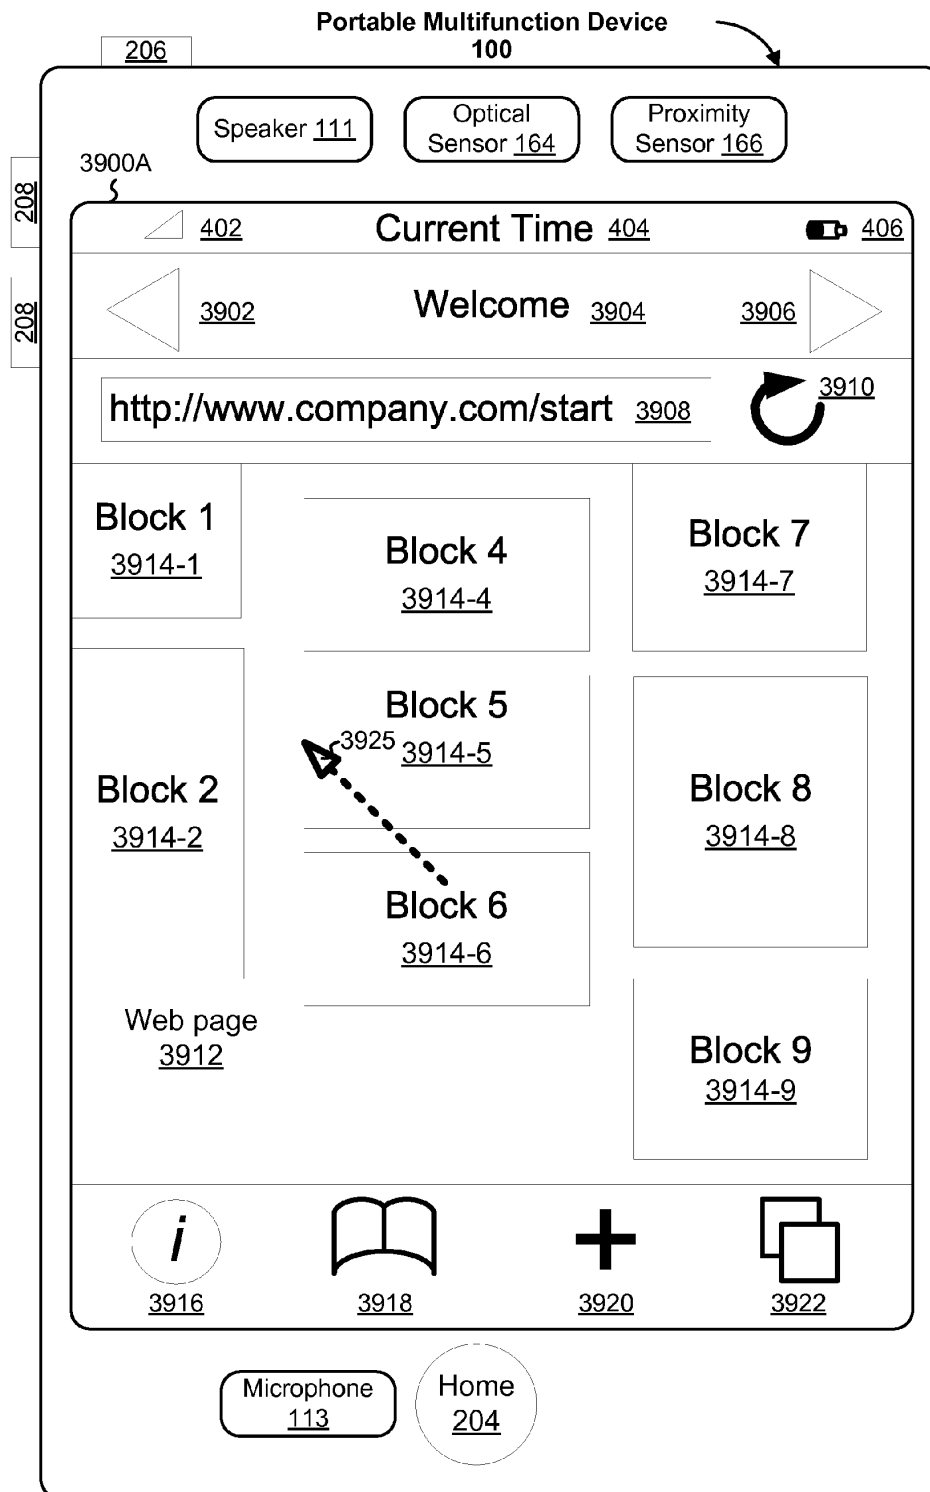 Portable Multifunction Device
100
206
Speaker 111
Optical
Sensor 164
Proximity
Sensor 166
3900A
208
208
402
Current Time 404
406
3902
Welcome 3904
3906
http://www.company.com/start 3908
3910
Block 1
3914-1
Block 4
3914-4
Block 7
3914-7
Block 5
3925
3914-5
Block 2
3914-2
Block 8
3914-8
Block 6
3914-6
Web page
3912
Block 9
3914-9
i
3916
3918
3920
3922
Microphone
113
Home
204